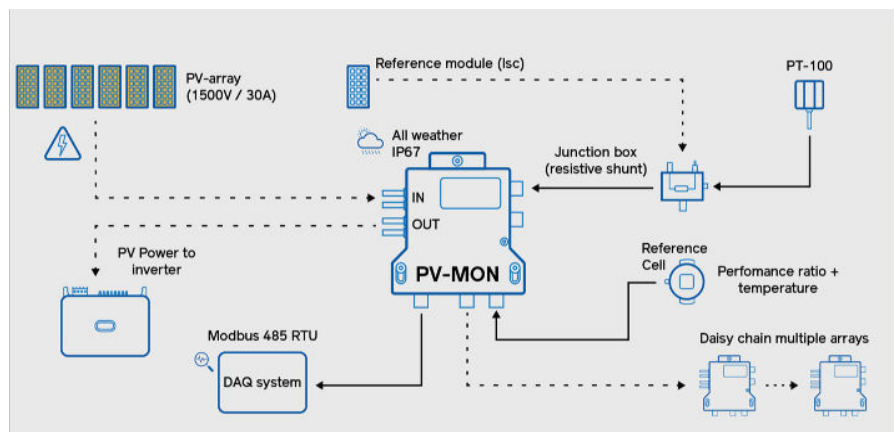 PV-array
(1500V / 30A)
Reference module (Isc)
PT-100
All weather
IP67
Junction box
(resistive shunt)
IN
OUT
PV-MON
PV Power to
inverter
Reference
Cell
Perfomance ratio +
temperature
Modbus 485 RTU
DAQ system
Daisy chain multiple arrays